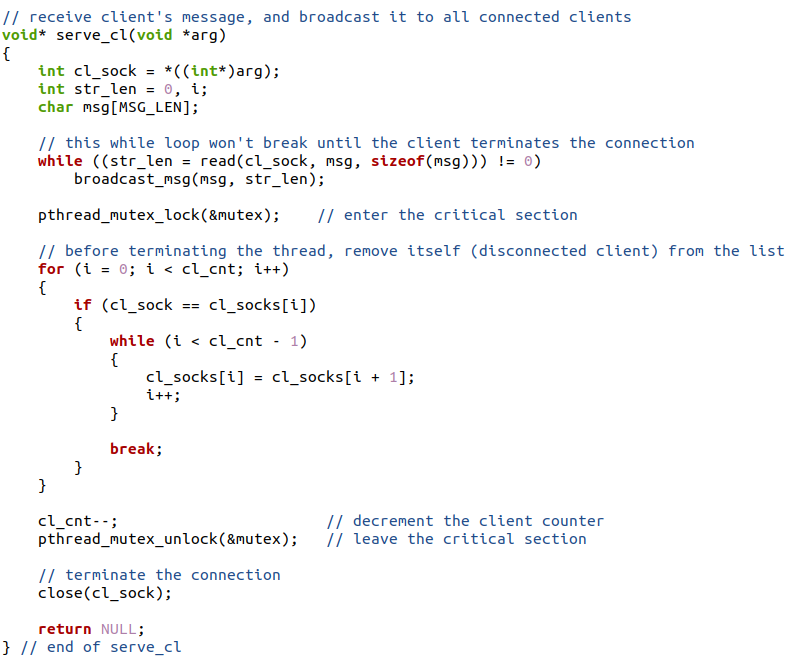 // receive client's message, and broadcast it to all connected clients
void* serve_cl(void *arg)
{
    int cl_sock = *((int*)arg);
    int str_len = 0, i;
    char msg[MSG_LEN];

    // this while loop won't break until the client terminates the connection
    while ((str_len = read(cl_sock, msg, sizeof(msg))) != 0)
        broadcast_msg(msg, str_len);

    pthread_mutex_lock(&mutex);    // enter the critical section

    // before terminating the thread, remove itself (disconnected client) from the list
    for (i = 0; i < cl_cnt; i++)
    {
        if (cl_sock == cl_socks[i])
        {
            while (i < cl_cnt - 1)
            {
                cl_socks[i] = cl_socks[i + 1];
                i++;
            }

            break;
        }
    }

    cl_cnt--;                       // decrement the client counter
    pthread_mutex_unlock(&mutex);   // leave the critical section

    // terminate the connection
    close(cl_sock);

    return NULL;
} // end of serve_cl